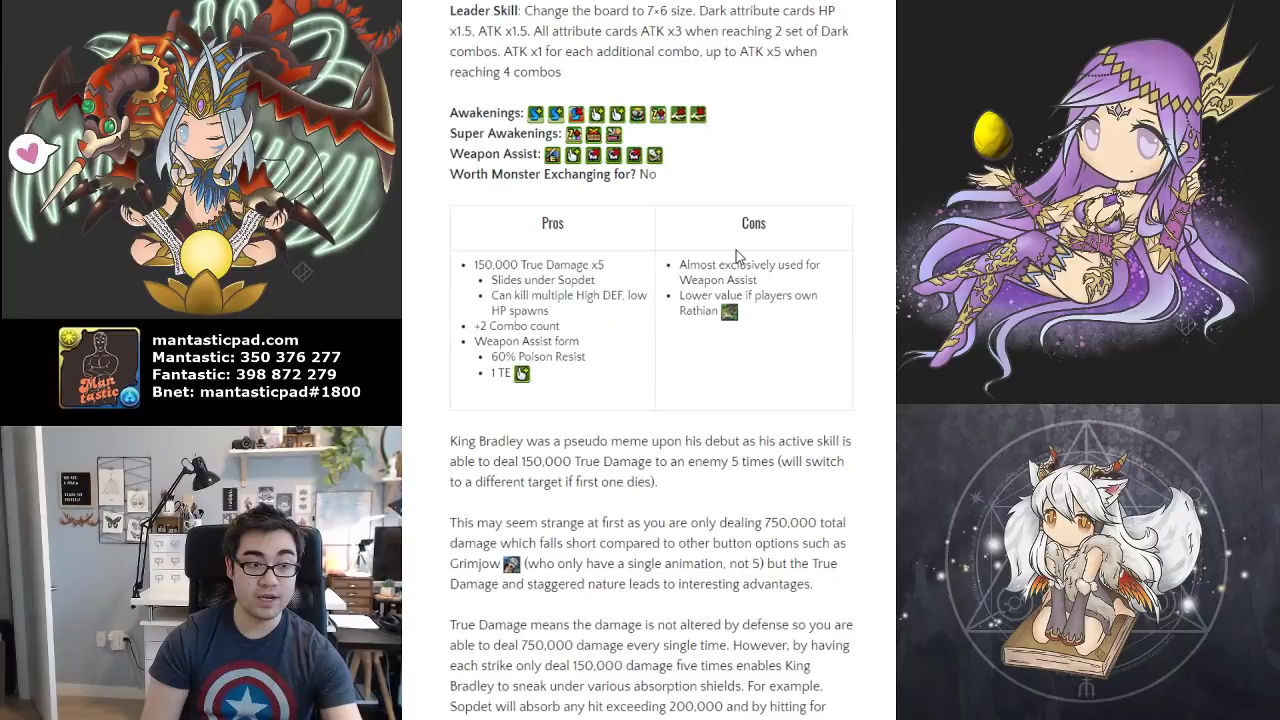 Leader Skill: Change the board to 7×6 size. Dark attribute cards HP
x1.5, ATK x1.5. All attribute cards ATK x3 when reaching 2 set of Dark
combos. ATK x1 for each additional combo, up to ATK x5 when
reaching 4 combos
Awakenings:
Super Awakenings:
Weapon Assist:
Worth Monster Exchanging for? No
Pros
150,000 True Damage x5
Slides under Sopdet
Can kill multiple High DEF, low
HP spawns
+2 Combo count
Weapon Assist form
60% Poison Resist
1 TE
Cons
Almost exclusively used for
Weapon Assist
Lower value if players own
Rathian
King Bradley was a pseudo meme upon his debut as his active skill is
able to deal 150,000 True Damage to an enemy 5 times (will switch
to a different target if first one dies).
This may seem strange at first as you are only dealing 750,000 total
damage which falls short compared to other button options such as
Grimjow (who only have a single animation, not 5) but the True
Damage and staggered nature leads to interesting advantages.
True Damage means the damage is not altered by defense so you are
able to deal 750,000 damage every single time. However, by having
each strike only deal 150,000 damage five times enables King
Bradley to sneak under various absorption shields. For example,
Sopdet will absorb any hit exceeding 200,000 and by hitting for
Man
tastic
mantasticpad.com
Mantastic: 350 376 277
Fantastic: 398 872 279
Bnet: mantasticpad#1800